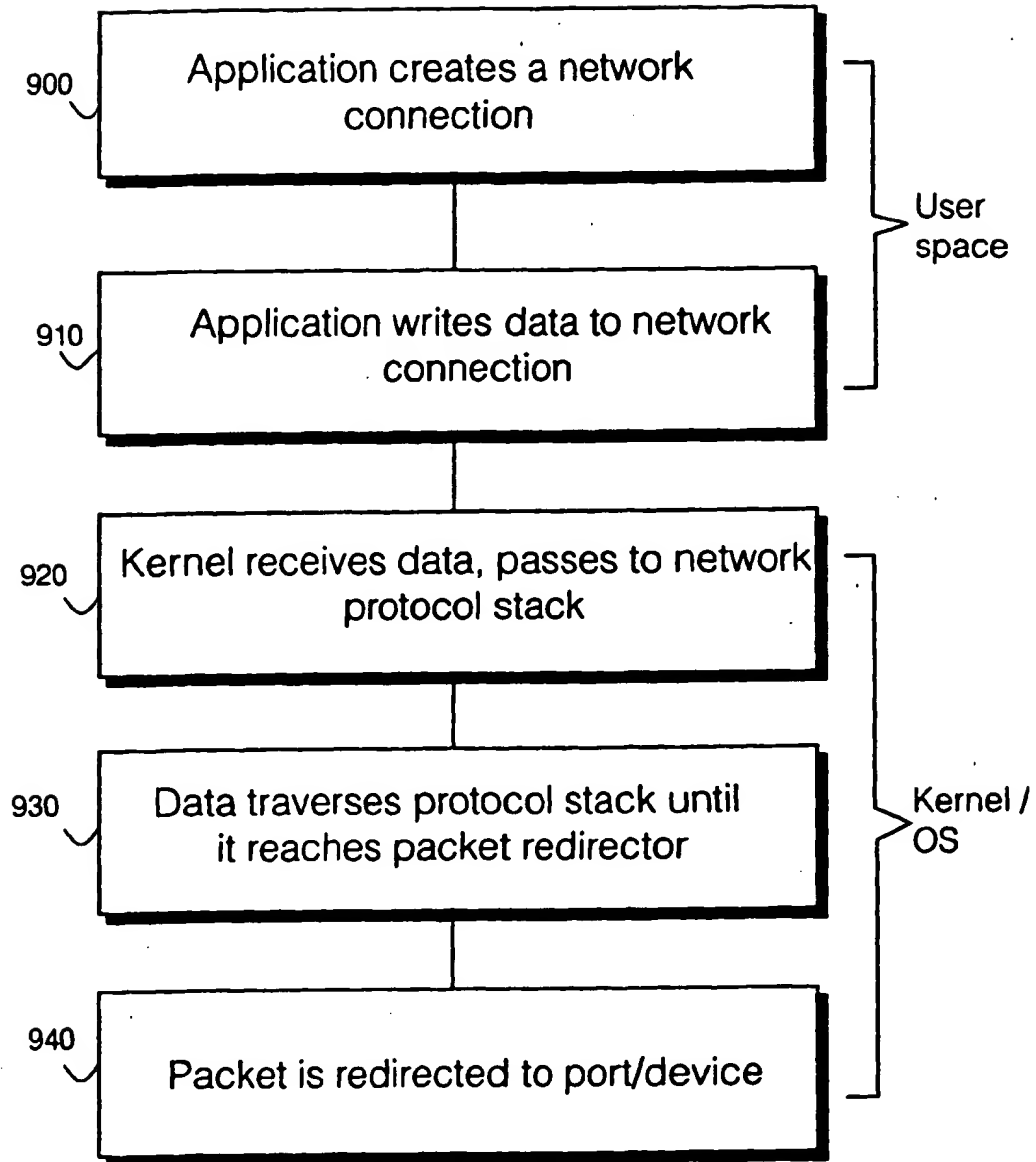 900
Application creates a network
connection
User
space
910
Application writes data to network
connection
920
Kernel receives data, passes to network
protocol stack
930
Data traverses protocol stack until
it reaches packet redirector
Kernel /
OS
940
Packet is redirected to port/device